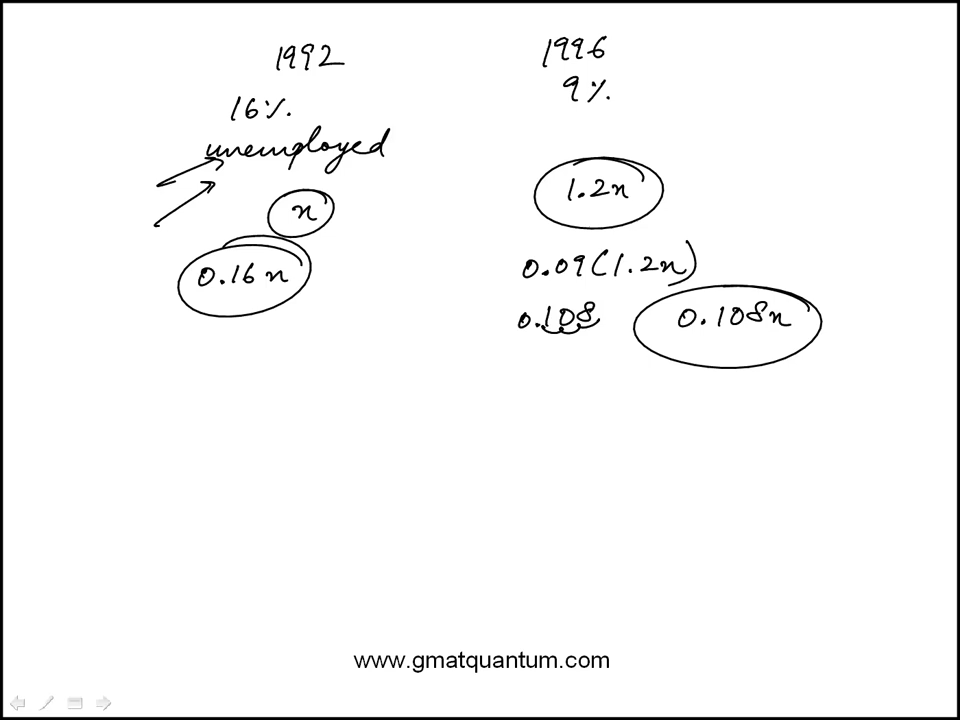 1992
16%.
unemployed
n
0.16n
1996
9%.
1.2n
0.09(1.2n)
0.108
0.108n
www.gmatquantum.com